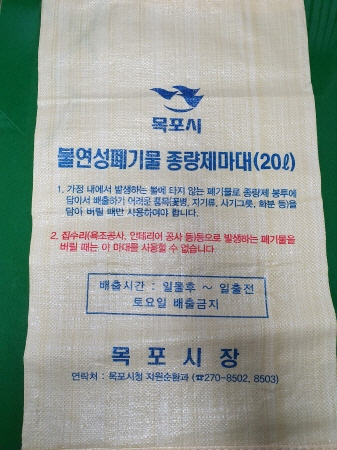 목포시
불연성폐기물 종량제마대(20ℓ)
1. 가정 내에서 발생하는 불에 타지 않는 폐기물로 종량제 봉투에
담아서 배출하기 어려운 품목(꽃병, 자기류, 사기그릇, 화분 등)을
담아 버릴 때만 사용하여야 합니다.
2. 집수리(욕조공사, 인테리어 공사 등)등으로 발생하는 폐기물을
버릴 때는 이 마대를 사용할 수 없습니다
배출시간 : 일몰후 ~ 일출전
토요일 배출금지
목포시장
연락처 : 목포시청 자원순환과 (☎270-8502, 8503)